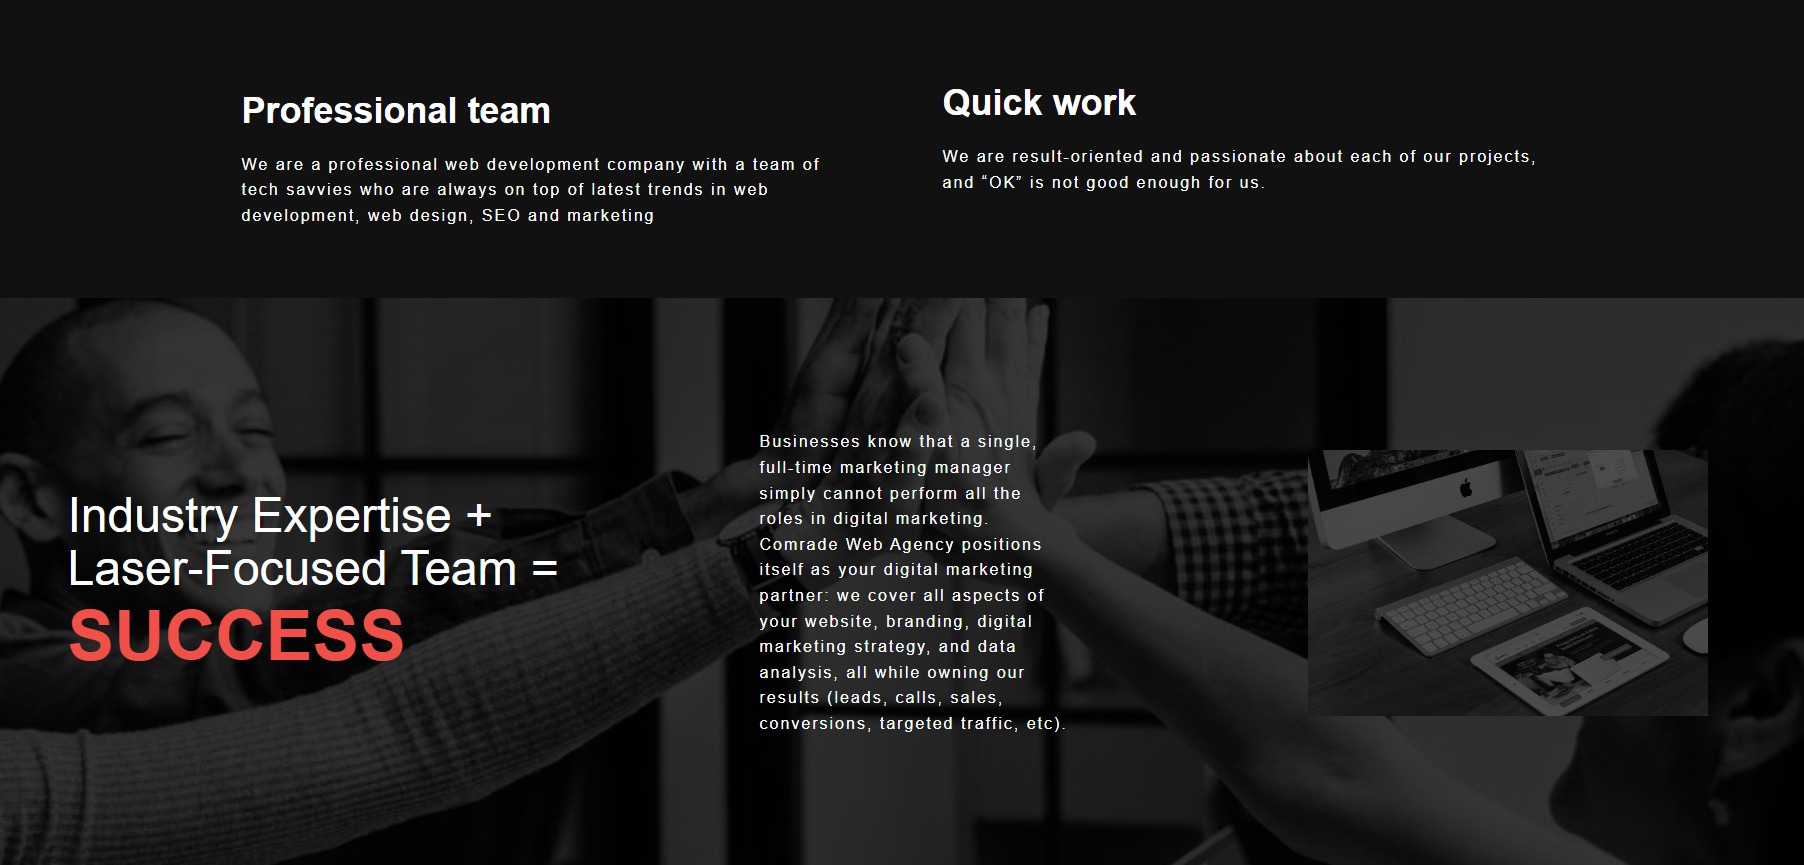 Professional team
We are a professional web development company with a team of
tech savvies who are always on top of latest trends in web
development, web design, SEO and marketing
Quick work
We are result-oriented and passionate about each of our projects,
and “OK” is not good enough for us.
Industry Expertise +
Laser-Focused Team =
SUCCESS
Businesses know that a single,
full-time marketing manager
simply cannot perform all the
roles in digital marketing.
Comrade Web Agency positions
itself as your digital marketing
partner: we cover all aspects of
your website, branding, digital
marketing strategy, and data
analysis, all while owning our
results (leads, calls, sales,
conversions, targeted traffic, etc).